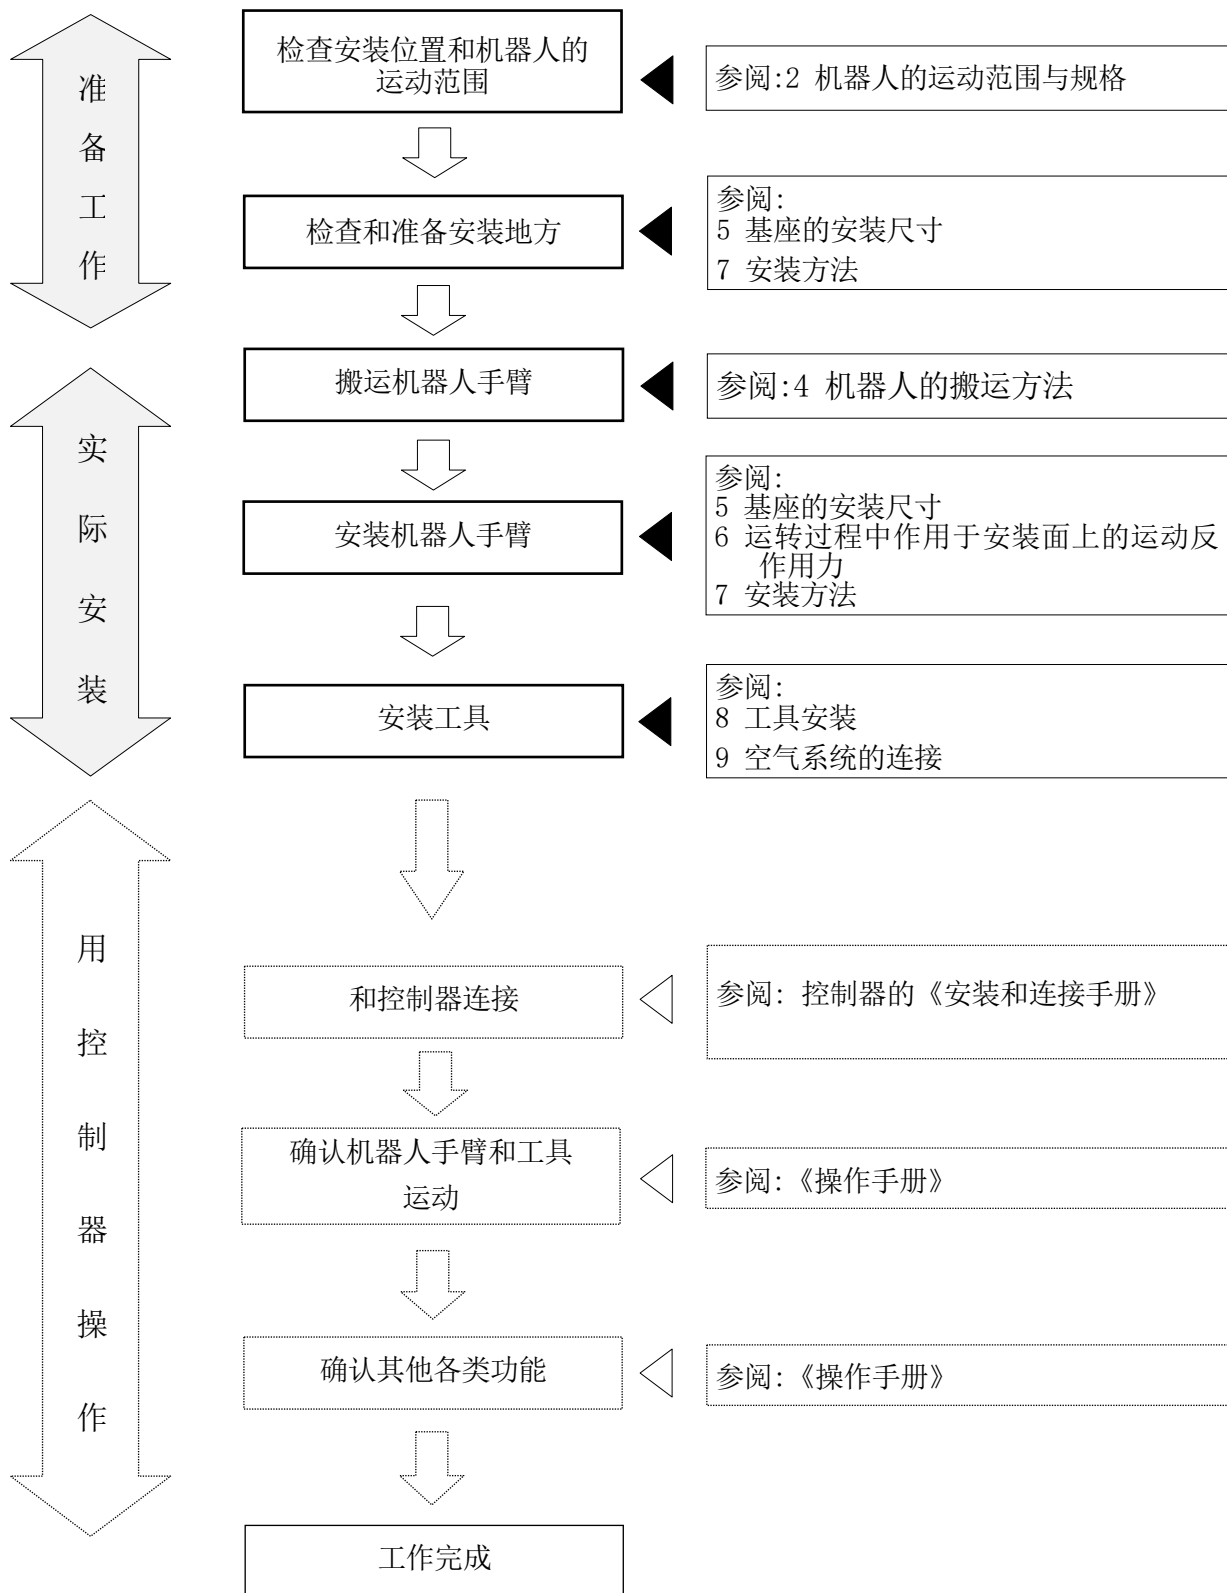 准备工作
检查安装位置和机器人的
运动范围
参阅:2 机器人的运动范围与规格
检查和准备安装地方
参阅:
5 基座的安装尺寸
7 安装方法
实际安装
搬运机器人手臂
参阅:4 机器人的搬运方法
安装机器人手臂
参阅:
5 基座的安装尺寸
6 运转过程中作用于安装面上的运动反
作用力
7 安装方法
安装工具
参阅:
8 工具安装
9 空气系统的连接
用控制器操作
和控制器连接
参阅: 控制器的《安装和连接手册》
确认机器人手臂和工具
运动
参阅:《操作手册》
确认其他各类功能
参阅:《操作手册》
工作完成